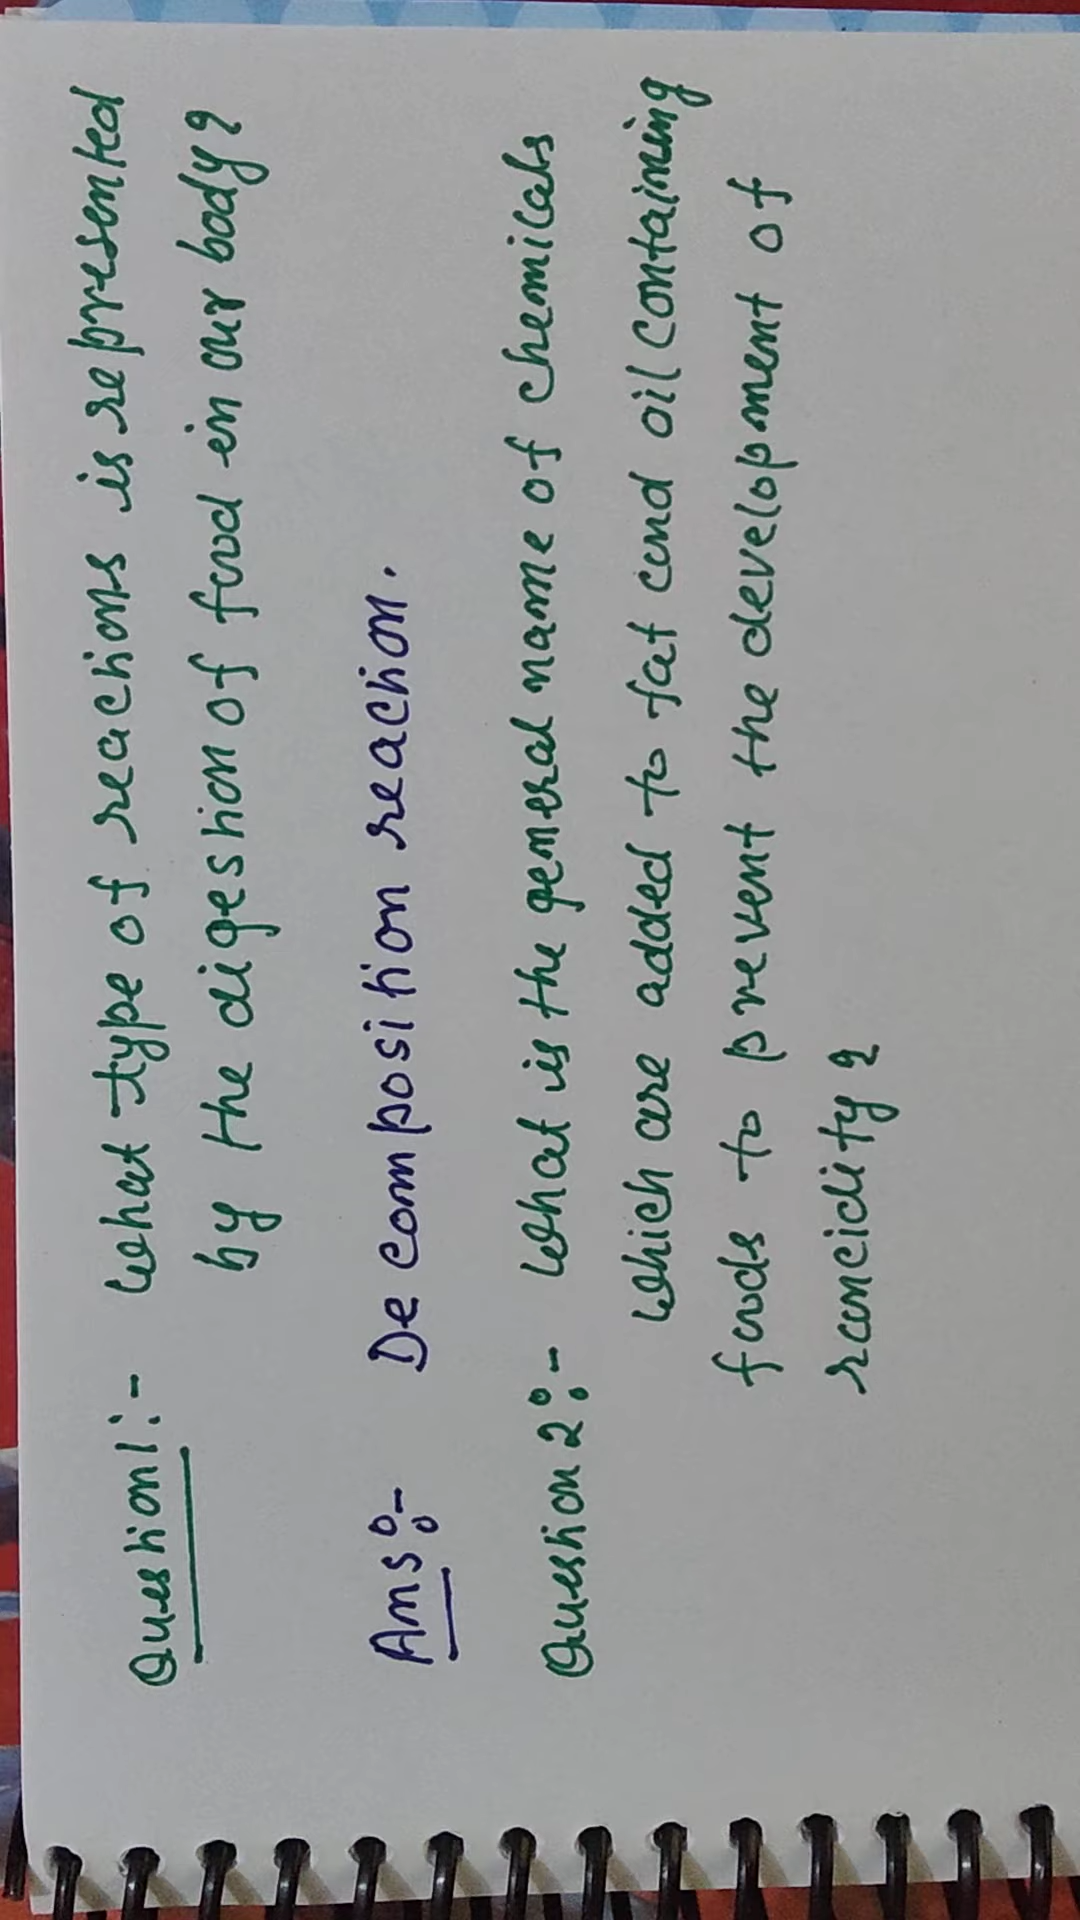 Question1:- What type of reactions is represented
by the digestion of food in our body?
Ans:- Decomposition reaction.
Question 2:- What is the general name of chemicals
which are added to fat and oil containing
foods to prevent the development of
rancidity?